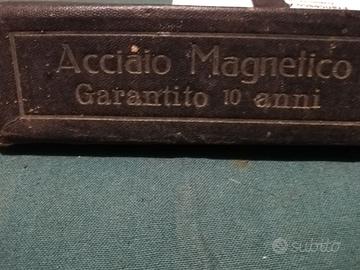 Acciaio Magnetico
Garantito 10 anni
subito